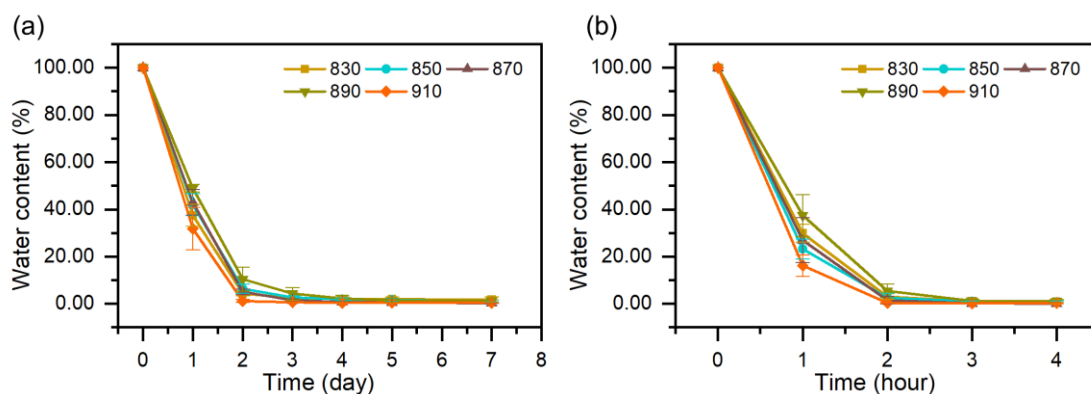 (a)
Water content (%)
100.00
80.00
60.00
40.00
20.00
0.00
830 850 870
890 910
0 1 2 3 4 5 6 7 8
Time (day)
(b)
Water content (%)
100.00
80.00
60.00
40.00
20.00
0.00
830 850 870
890 910
0 1 2 3 4
Time (hour)